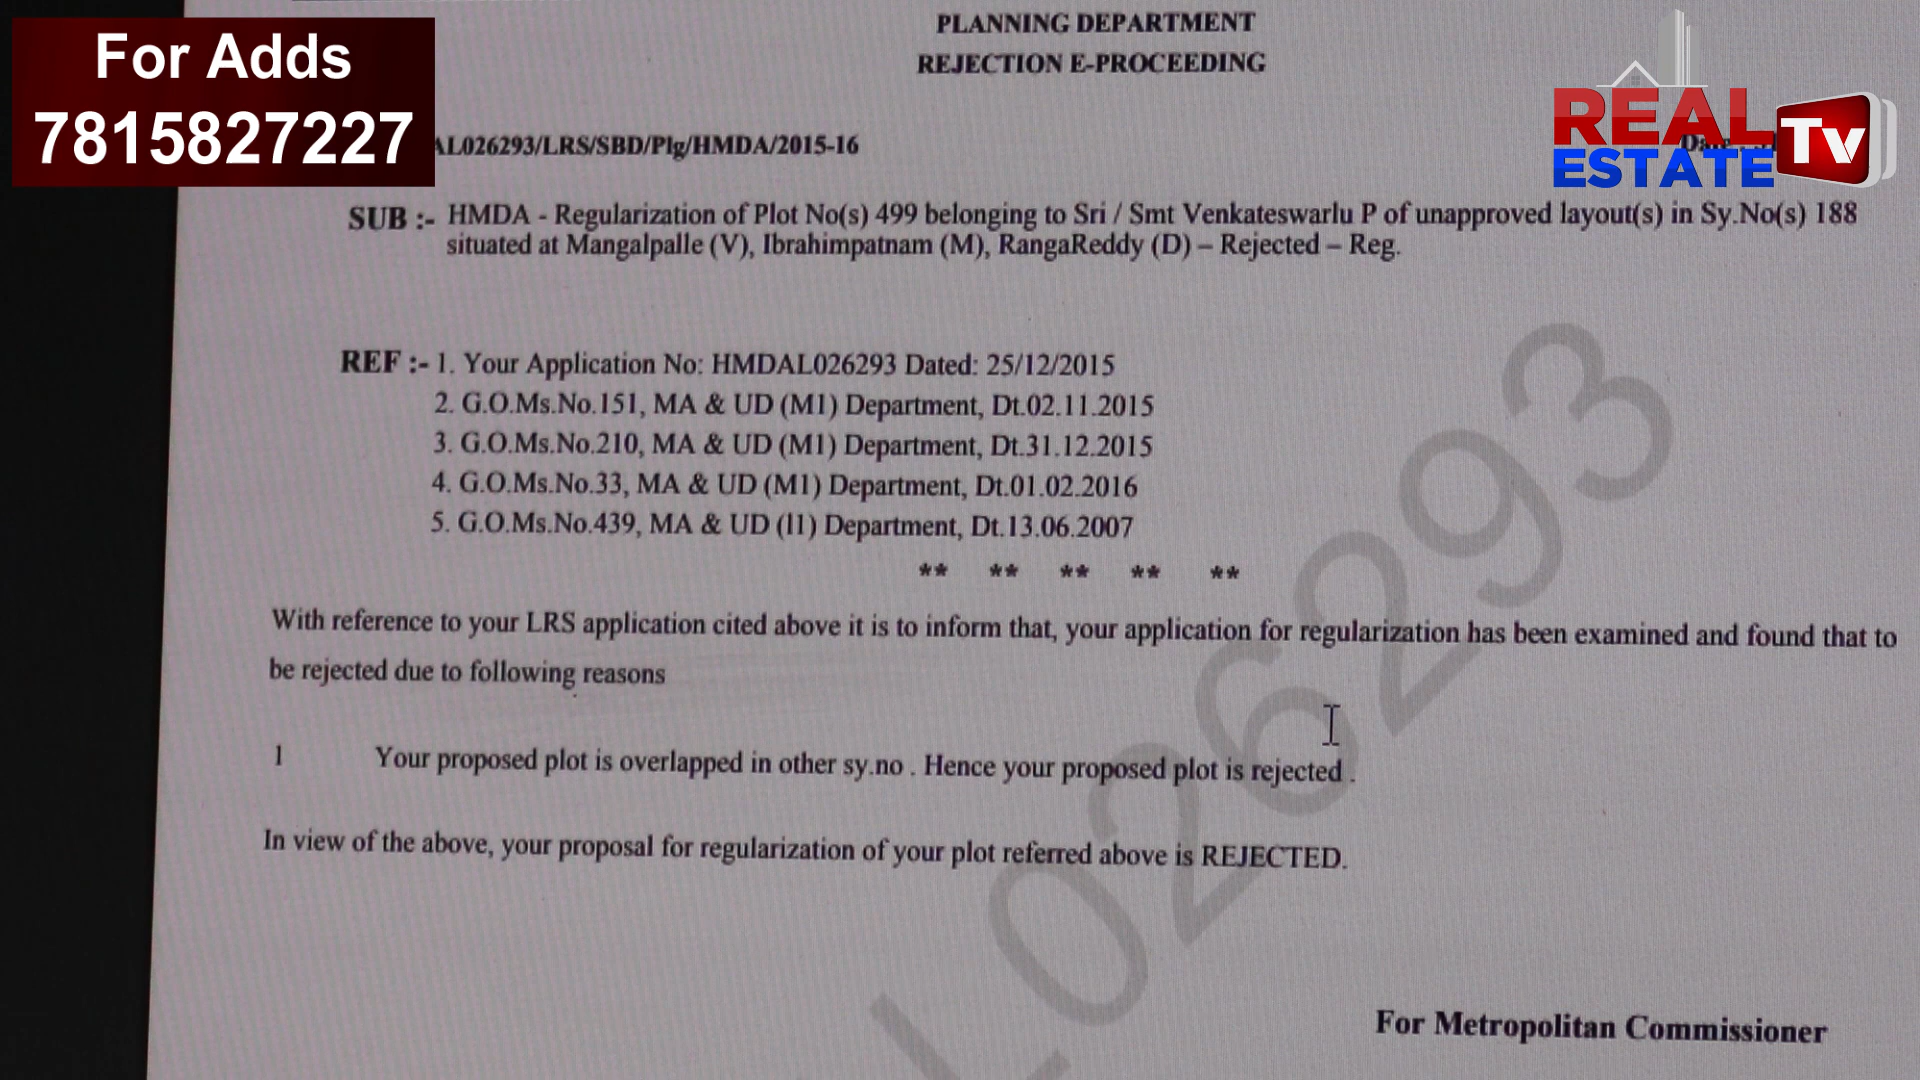 For Adds
7815827227
PLANNING DEPARTMENT
REJECTION E-PROCEEDING
AL026293/LRS/SBD/Plg/HMDA/2015-16
REAL
ESTATE
Tv
SUB :- HMDA - Regularization of Plot No(s) 499 belonging to Sri / Smt Venkateswarlu P of unapproved layout(s) in Sy.No(s) 188
situated at Mangalpalle (V), Ibrahimpatnam (M), RangaReddy (D) – Rejected – Reg.
REF :- 1. Your Application No: HMDAL026293 Dated: 25/12/2015
2. G.O.Ms.No.151, MA & UD (M1) Department, Dt.02.11.2015
3. G.O.Ms.No.210, MA & UD (M1) Department, Dt.31.12.2015
4. G.O.Ms.No.33, MA & UD (M1) Department, Dt.01.02.2016
5. G.O.Ms.No.439, MA & UD (I1) Department, Dt.13.06.2007
** ** ** ** **
With reference to your LRS application cited above it is to inform that, your application for regularization has been examined and found that to
be rejected due to following reasons
1 Your proposed plot is overlapped in other sy.no . Hence your proposed plot is rejected .
In view of the above, your proposal for regularization of your plot referred above is REJECTED.
L026293
For Metropolitan Commissioner